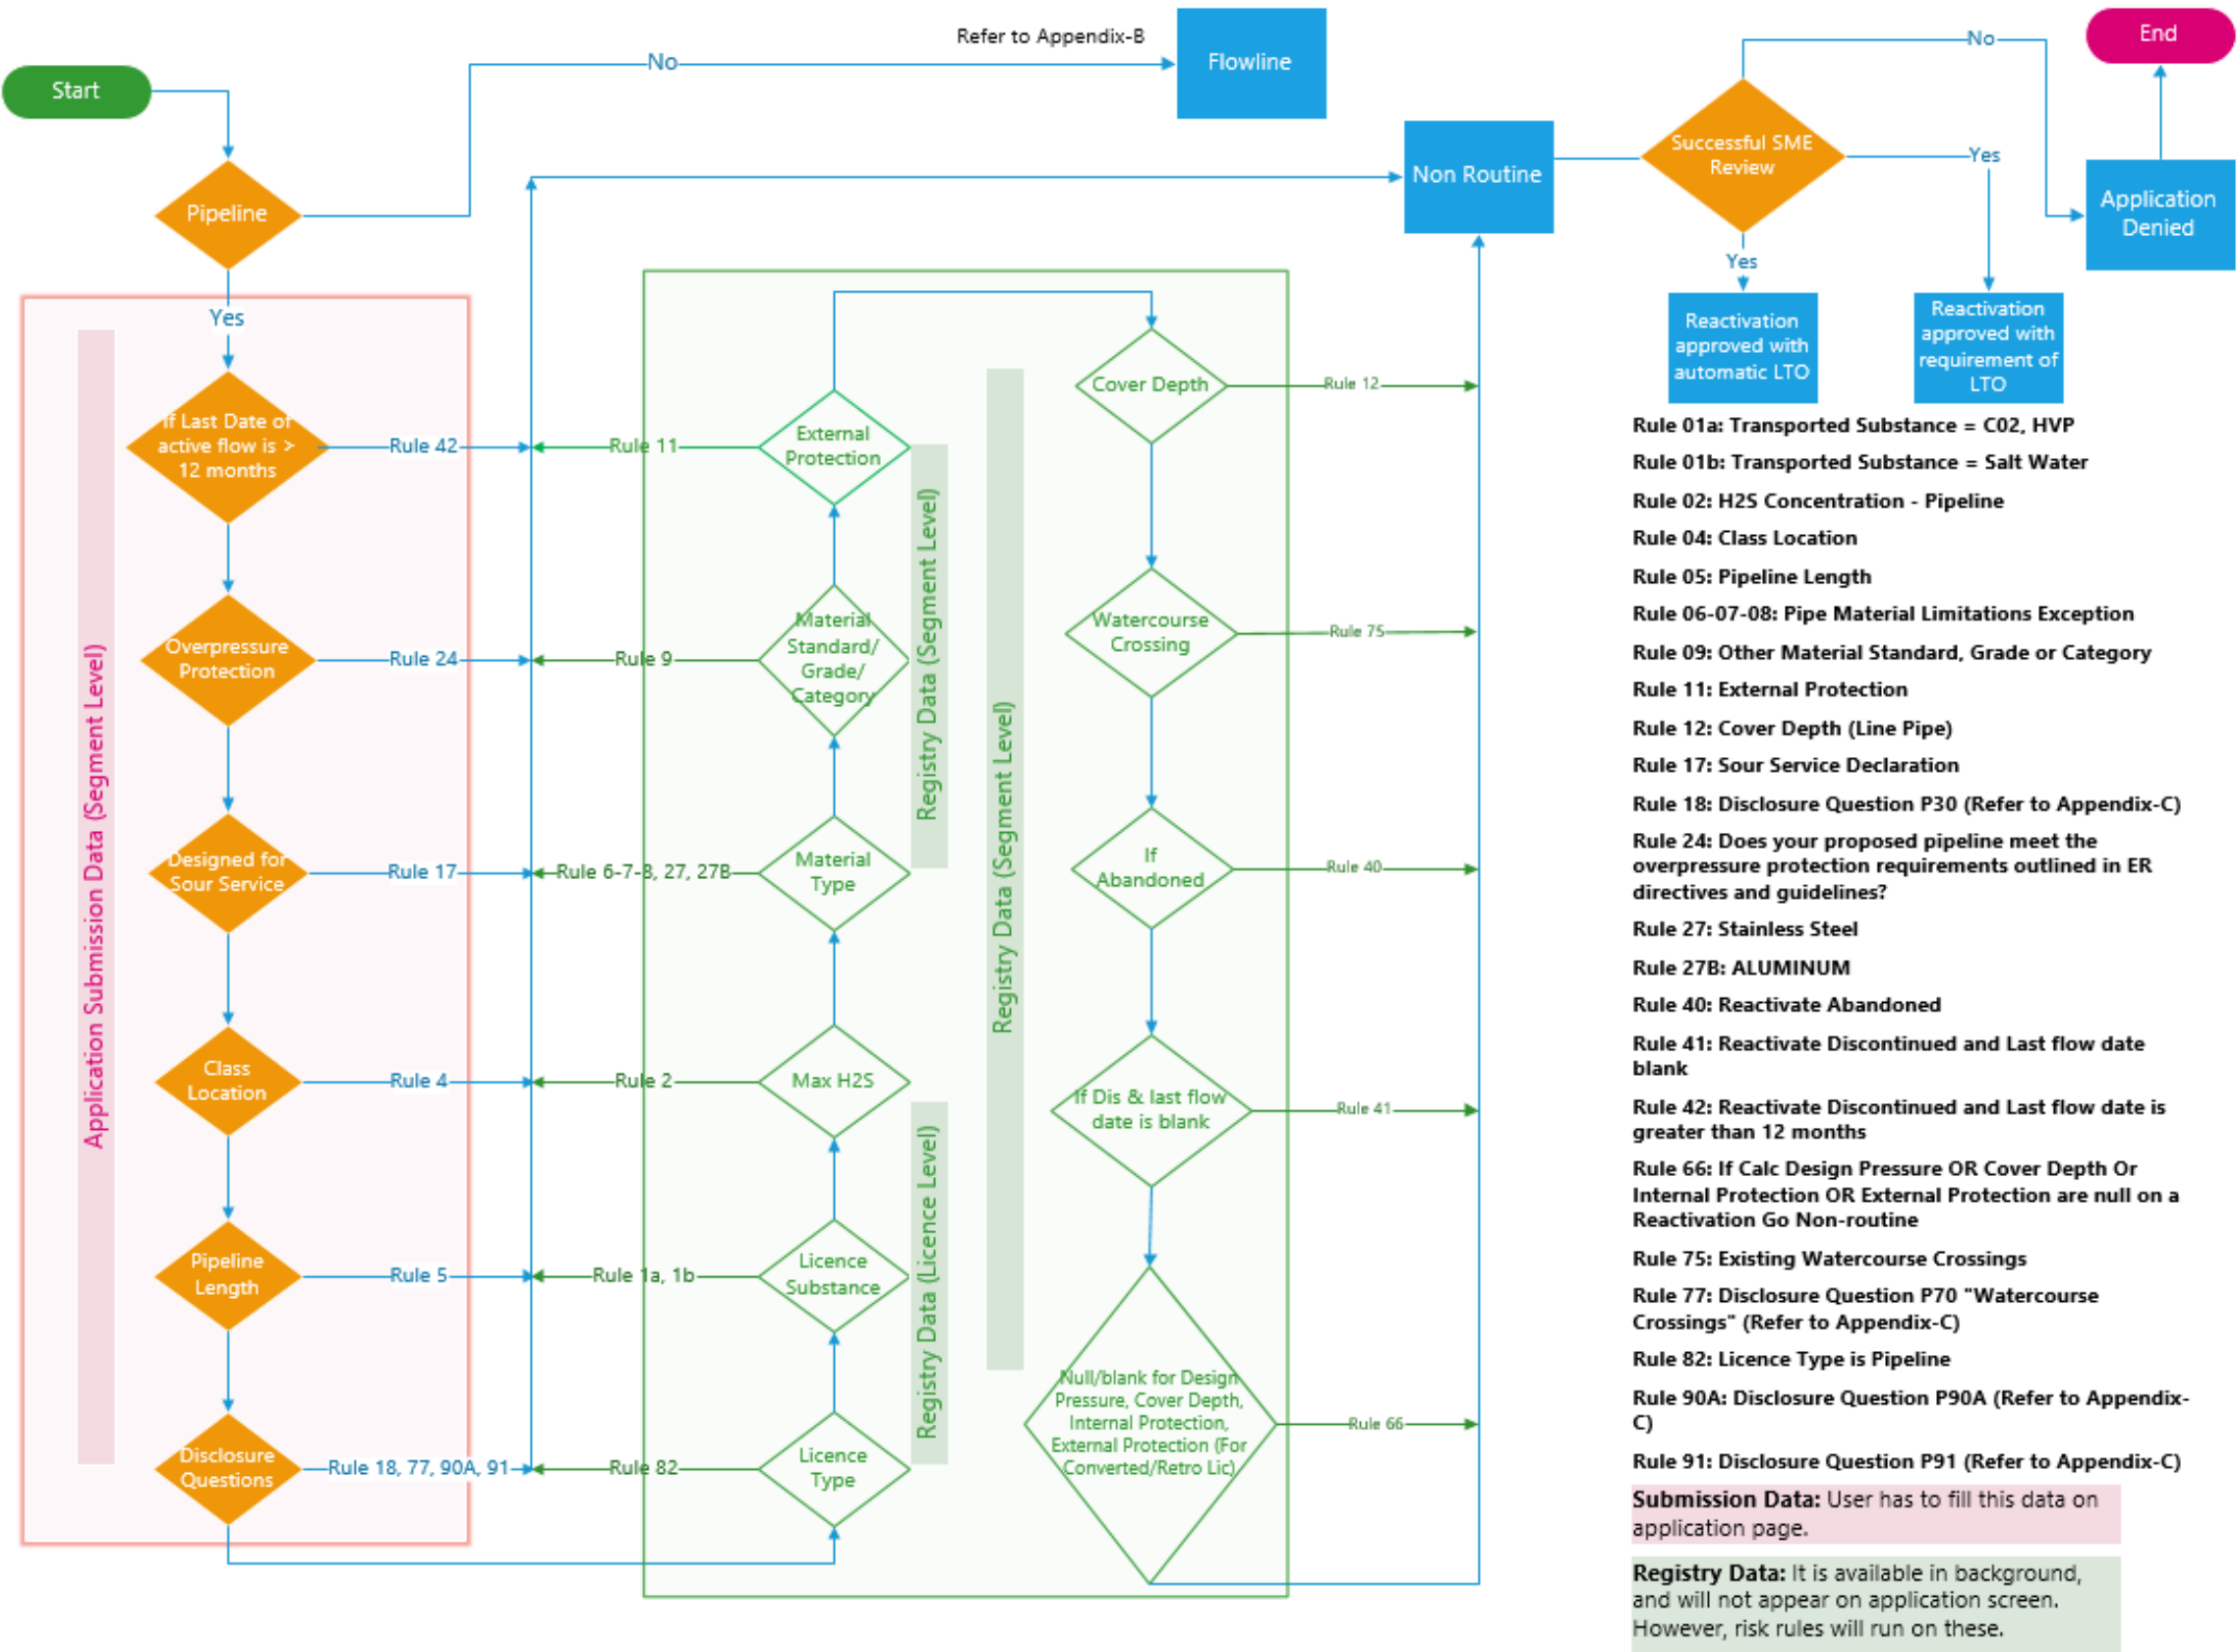 Refer to Appendix-B
Flowline
End
Start
No
No
Pipeline
Non Routine
Successful SME
Review
Yes
Application
Denied
Yes
Yes
Reactivation
approved with
automatic LTO
Reactivation
approved with
requirement of
LTO
Application Submission Data (Segment Level)
If Last Date of
active flow is >
12 months
Rule 42
Overpressure
Protection
Rule 24
Designed for
Sour Service
Rule 17
Class
Location
Rule 4
Pipeline
Length
Rule 5
Disclosure
Questions
Rule 18, 77, 90A, 91
Rule 11
External
Protection
Rule 9
Material
Standard/
Grade/
Category
Rule 6-7-8, 27, 27B
Material
Type
Rule 2
Max H2S
Rule 1a, 1b
Licence
Substance
Rule 82
Licence
Type
Registry Data (Segment Level)
Registry Data (Licence Level)
Registry Data (Segment Level)
Cover Depth
Rule 12
Watercourse
Crossing
Rule 75
If
Abandoned
Rule 40
If Dis & last flow
date is blank
Rule 41
Null/blank for Design
Pressure, Cover Depth,
Internal Protection,
External Protection (For
Converted/Retro Lic)
Rule 66
Rule 01a: Transported Substance = C02, HVP
Rule 01b: Transported Substance = Salt Water
Rule 02: H2S Concentration - Pipeline
Rule 04: Class Location
Rule 05: Pipeline Length
Rule 06-07-08: Pipe Material Limitations Exception
Rule 09: Other Material Standard, Grade or Category
Rule 11: External Protection
Rule 12: Cover Depth (Line Pipe)
Rule 17: Sour Service Declaration
Rule 18: Disclosure Question P30 (Refer to Appendix-C)
Rule 24: Does your proposed pipeline meet the
overpressure protection requirements outlined in ER
directives and guidelines?
Rule 27: Stainless Steel
Rule 27B: ALUMINUM
Rule 40: Reactivate Abandoned
Rule 41: Reactivate Discontinued and Last flow date
blank
Rule 42: Reactivate Discontinued and Last flow date is
greater than 12 months
Rule 66: If Calc Design Pressure OR Cover Depth Or
Internal Protection OR External Protection are null on a
Reactivation Go Non-routine
Rule 75: Existing Watercourse Crossings
Rule 77: Disclosure Question P70 "Watercourse
Crossings" (Refer to Appendix-C)
Rule 82: Licence Type is Pipeline
Rule 90A: Disclosure Question P90A (Refer to Appendix-
C)
Rule 91: Disclosure Question P91 (Refer to Appendix-C)
Submission Data: User has to fill this data on
application page.
Registry Data: It is available in background,
and will not appear on application screen.
However, risk rules will run on these.